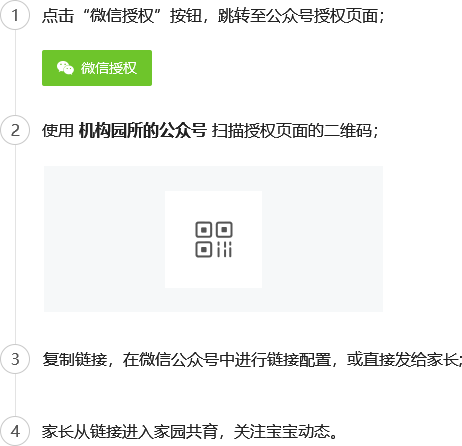 1 点击“微信授权”按钮，跳转至公众号授权页面；
微信授权
2 使用 机构园所的公众号 扫描授权页面的二维码；
3 复制链接，在微信公众号中进行链接配置，或直接发给家长；
4 家长从链接进入家园共育，关注宝宝动态。